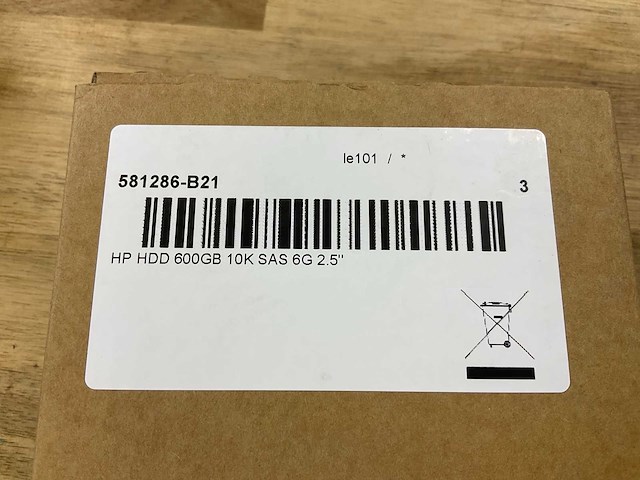 le101 / *
581286-B21
3
HP HDD 600GB 10K SAS 6G 2.5"